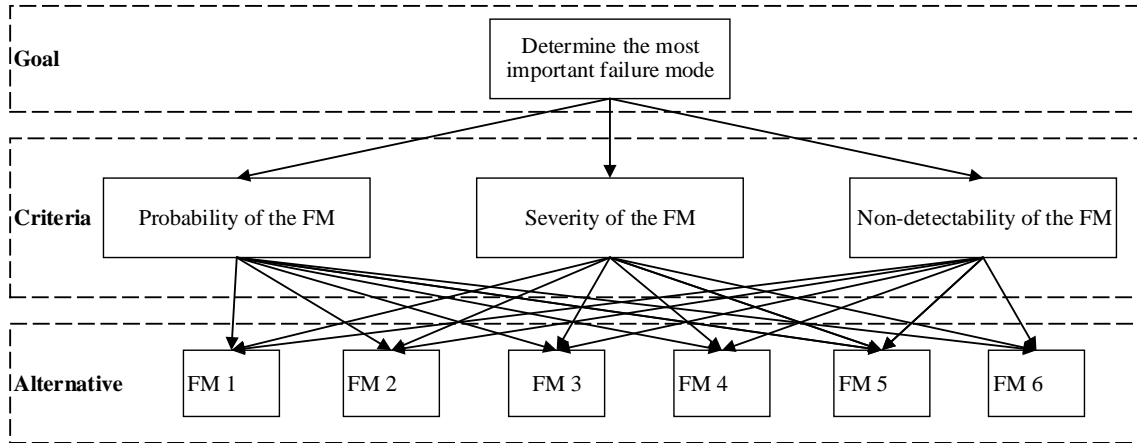 Goal
Determine the most
important failure mode
Criteria
Probability of the FM
Severity of the FM
Non-detectability of the FM
Alternative
FM 1
FM 2
FM 3
FM 4
FM 5
FM 6